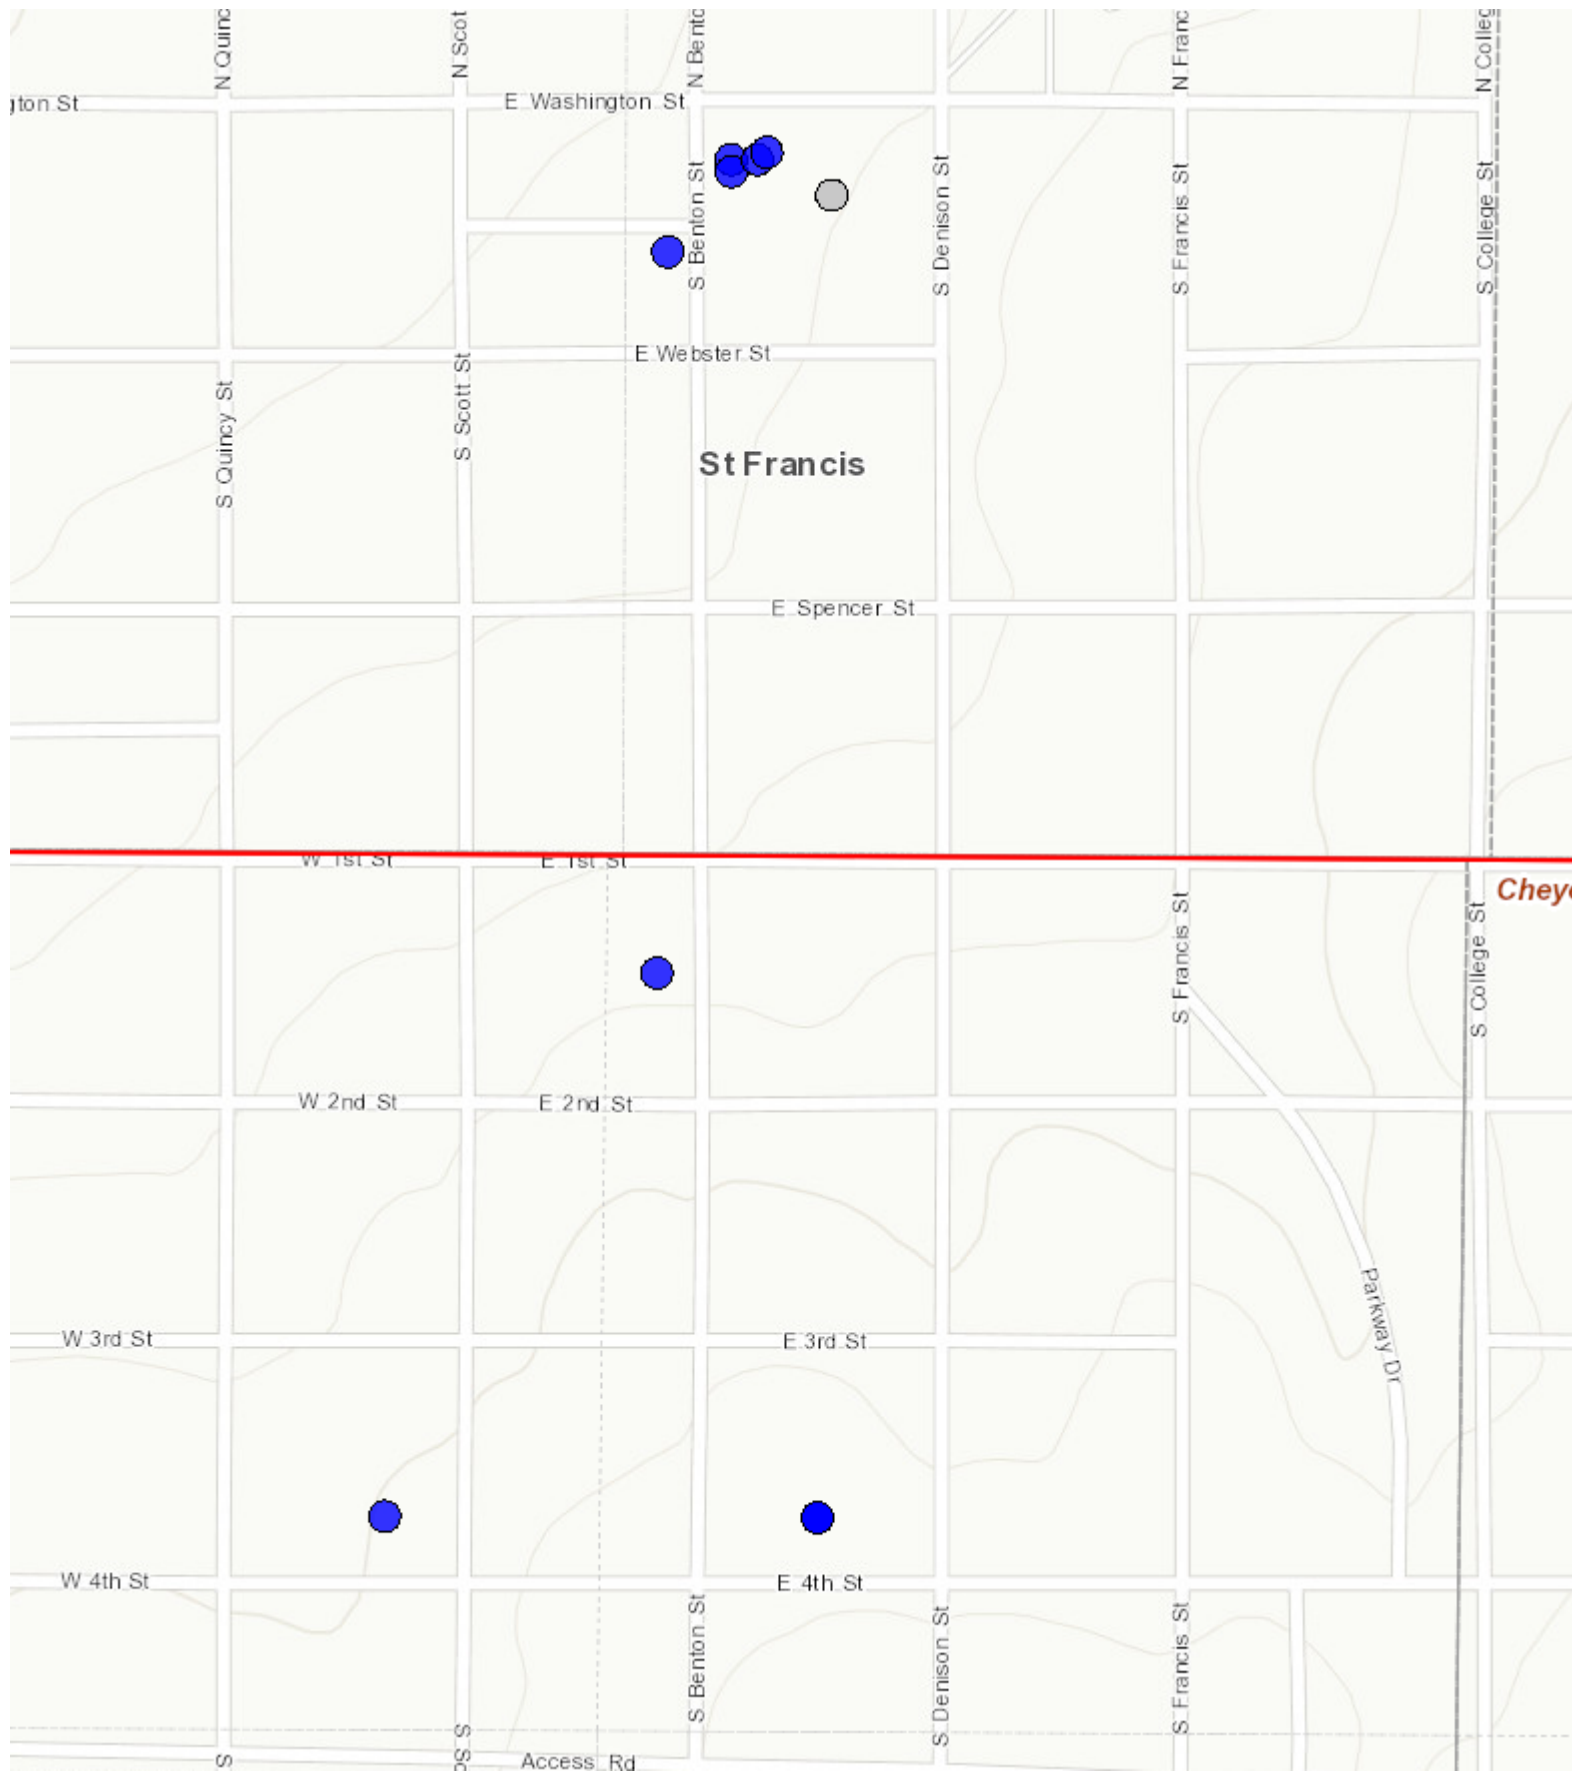 N Quinc
N Scot
N Bento
N Franc
N Colleg
gton St
E Washington St
S Benton St
S Denison St
S Francis St
S College St
E Webster St
S Quincy St
S Scott St
St Francis
E Spencer St
W 1st St
E 1st St
Cheye
S Francis St
S College St
W 2nd St
E 2nd St
Parkway Dr
W 3rd St
E 3rd St
W 4th St
E 4th St
S Benton St
S Denison St
S Francis St
S
Access Rd